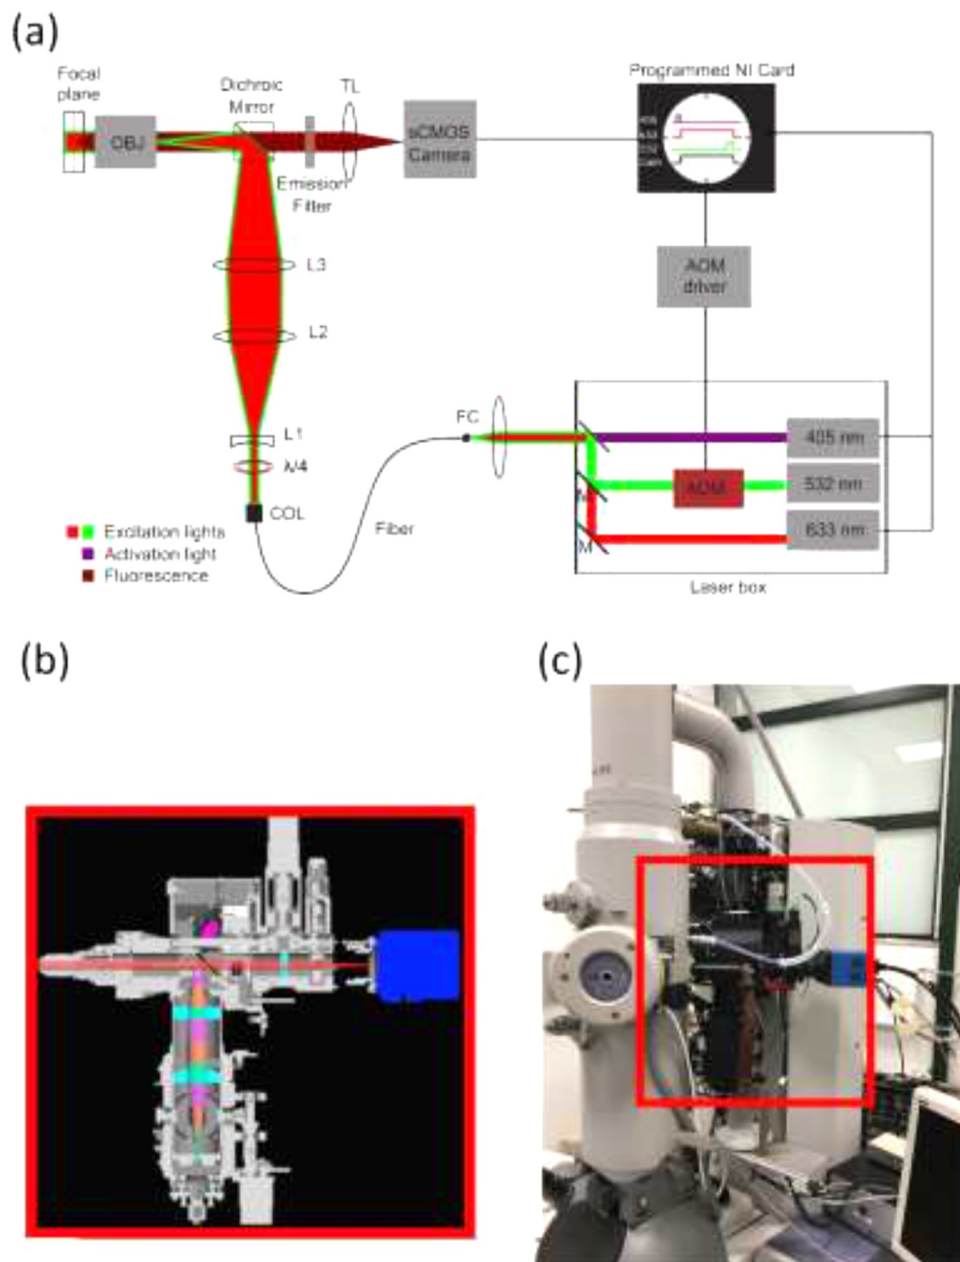 (a)
Focal
plane
Dichroic
Mirror
TL
Programmed NI Card
OBJ
sCMOS
Camera
Emission
Filter
L3
AOM
driver
L2
FC
L1
λ/4
405 nm
AOM
532 nm
COL
633 nm
M
Fiber
Excitation lights
Activation light
Fluorescence
Laser box
(b)
(c)